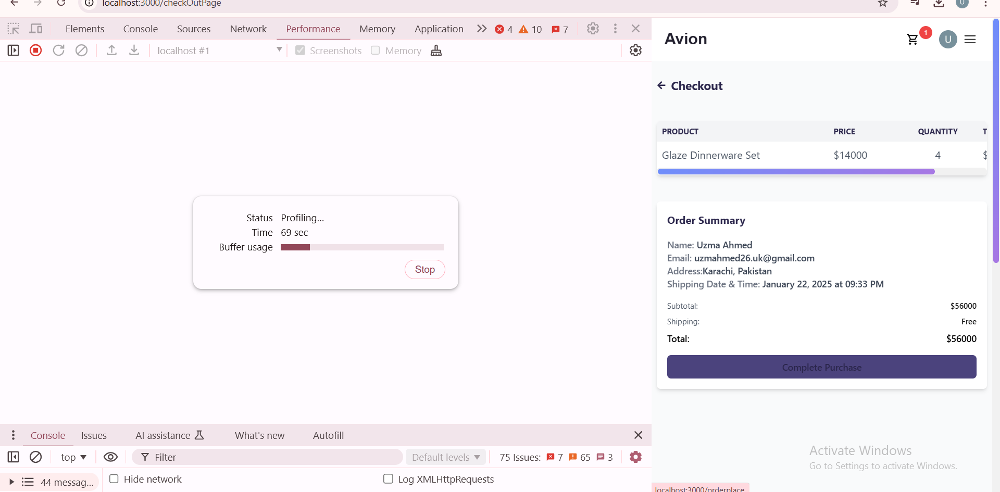 localhost:3000/checkOutPage
Elements Console Sources Network Performance Memory Application 4 10 7
localhost #1 Screenshots Memory
Status Profiling...
Time 69 sec
Buffer usage
Stop
Console Issues AI assistance What's new Autofill
top Filter Default levels 75 Issues: 7 65 3
44 messag... Hide network Log XMLHttpRequests
Avion 1 U
Checkout
PRODUCT PRICE QUANTITY T
Glaze Dinnerware Set $14000 4 $
Order Summary
Name: Uzma Ahmed
Email: uzmahmed26.uk@gmail.com
Address:Karachi, Pakistan
Shipping Date & Time: January 22, 2025 at 09:33 PM
Subtotal: $56000
Shipping: Free
Total: $56000
Complete Purchase
Activate Windows
Go to Settings to activate Windows.
localhost:3000/orderplace